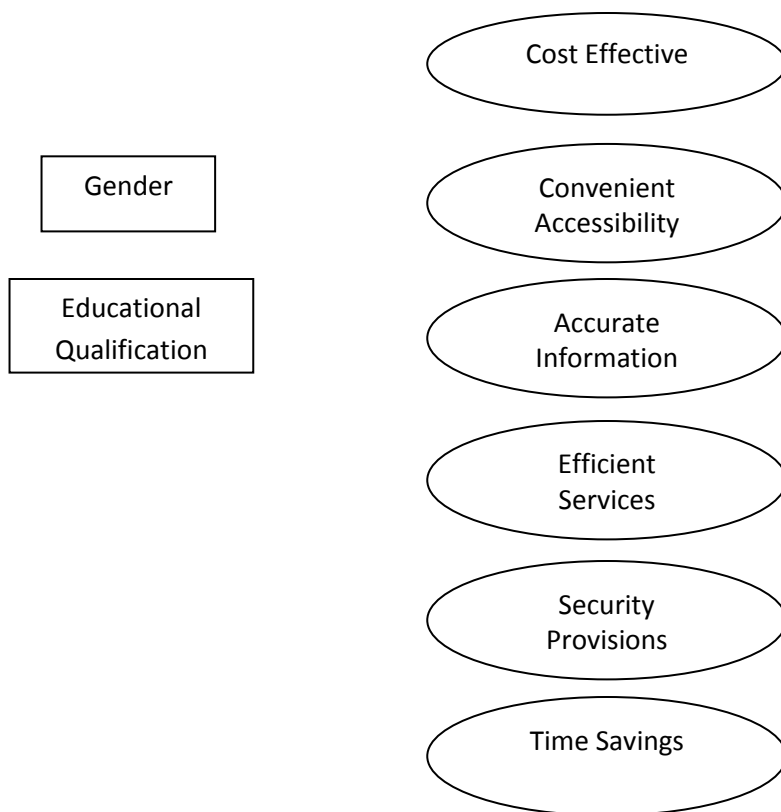 Cost Effective
Gender
Convenient
Accessibility
Educational
Qualification
Accurate
Information
Efficient
Services
Security
Provisions
Time Savings